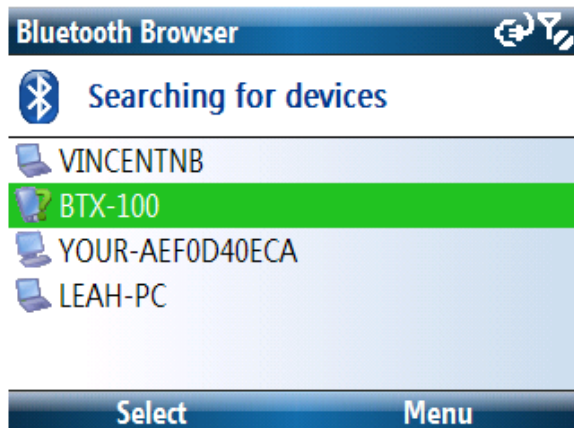 Bluetooth Browser
Searching for devices
VINCENTNB
BTX-100
YOUR-AEF0D40ECA
LEAH-PC
Select Menu